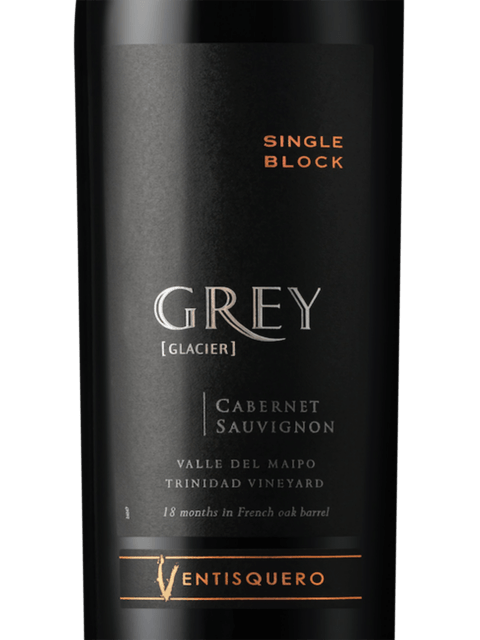 SINGLE
BLOCK
GREY
[GLACIER]
CABERNET
SAUVIGNON
VALLE DEL MAIPO
TRINIDAD VINEYARD
18 months in French oak barrel
VENTISQUERO